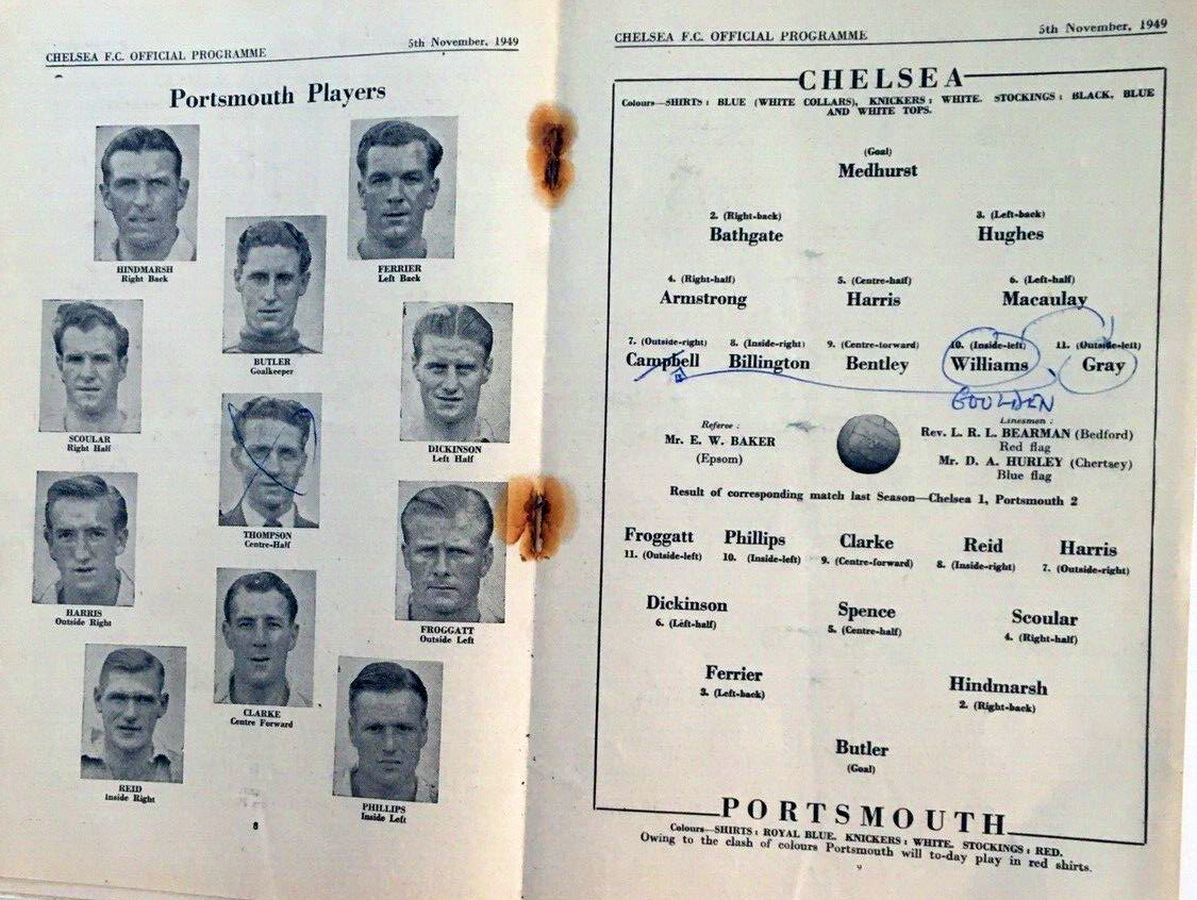 CHELSEA F.C. OFFICIAL PROGRAMME 5th November, 1949
Portsmouth Players
HINDMARSH
Right Back
FERRIER
Left Back
BUTLER
Goalkeeper
SCOULAR
Right Half
DICKINSON
Left Half
THOMPSON
Centre-Half
HARRIS
Outside Right
FROGGATT
Outside Left
CLARKE
Centre Forward
REID
Inside Right
PHILLIPS
Inside Left
8
CHELSEA F.C. OFFICIAL PROGRAMME 5th November, 1949
CHELSEA
Colours—SHIRTS: BLUE (WHITE COLLARS), KNICKERS: WHITE. STOCKINGS: BLACK, BLUE
AND WHITE TOPS.
(Goal)
Medhurst
2. (Right-back) 3. (Left-back)
Bathgate Hughes
4. (Right-half) 5. (Centre-half) 6. (Left-half)
Armstrong Harris Macaulay
7. (Outside-right) 8. (Inside-right) 9. (Centre-forward) 10. (Inside-left) 11. (Outside-left)
Campbell Billington Bentley Williams Gray
GOULDEN
Referee: Linesmen:
Mr. E. W. BAKER Rev. L. R. L. BEARMAN (Bedford)
(Epsom) Red flag
Mr. D. A. HURLEY (Chertsey)
Blue flag
Result of corresponding match last Season—Chelsea 1, Portsmouth 2
Froggatt Phillips Clarke Reid Harris
11. (Outside-left) 10. (Inside-left) 9. (Centre-forward) 8. (Inside-right) 7. (Outside-right)
Dickinson Spence Scoular
6. (Left-half) 5. (Centre-half) 4. (Right-half)
Ferrier Hindmarsh
3. (Left-back) 2. (Right-back)
Butler
(Goal)
PORTSMOUTH
Colours—SHIRTS: ROYAL BLUE. KNICKERS: WHITE. STOCKINGS: RED.
Owing to the clash of colours Portsmouth will to-day play in red shirts.
9